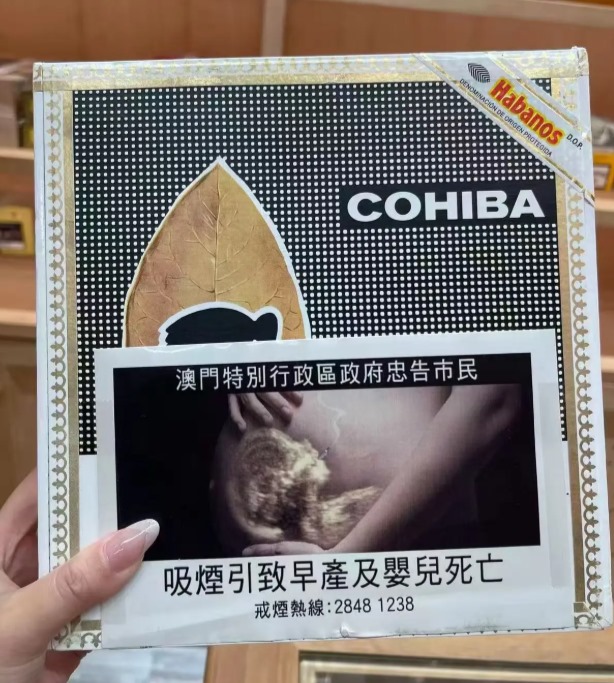 Habanos
DENOMINACIÓN DE ORIGEN PROTEGIDA
D.O.P.
COHIBA
澳門特別行政區政府忠告市民
吸煙引致早產及嬰兒死亡
戒煙熱線:2848 1238